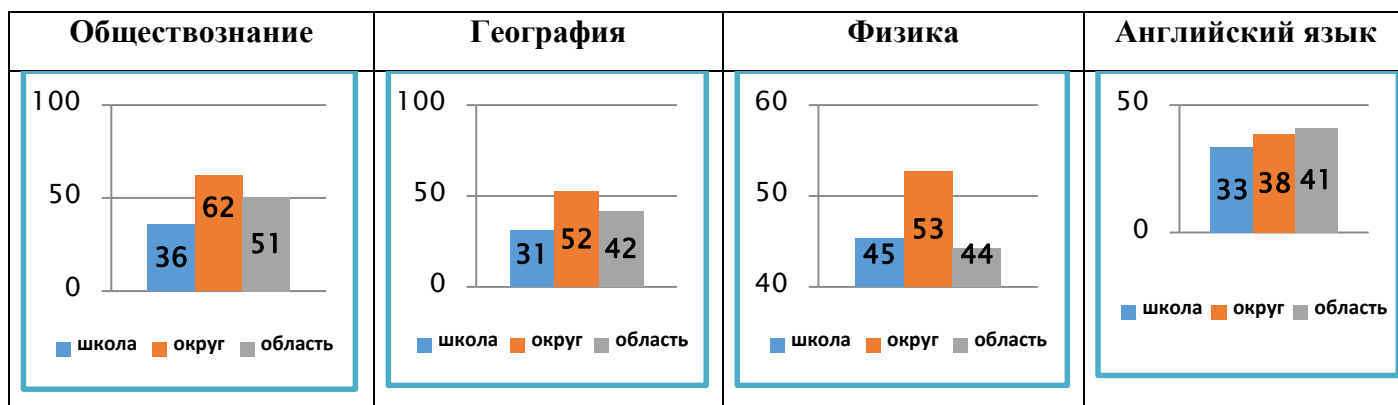 Обществознание
География
Физика
Английский язык
100
50
0
36
62
51
школа округ область
100
50
0
31
52
42
школа округ область
60
50
40
45
53
44
школа округ область
50
0
33
38
41
школа округ область